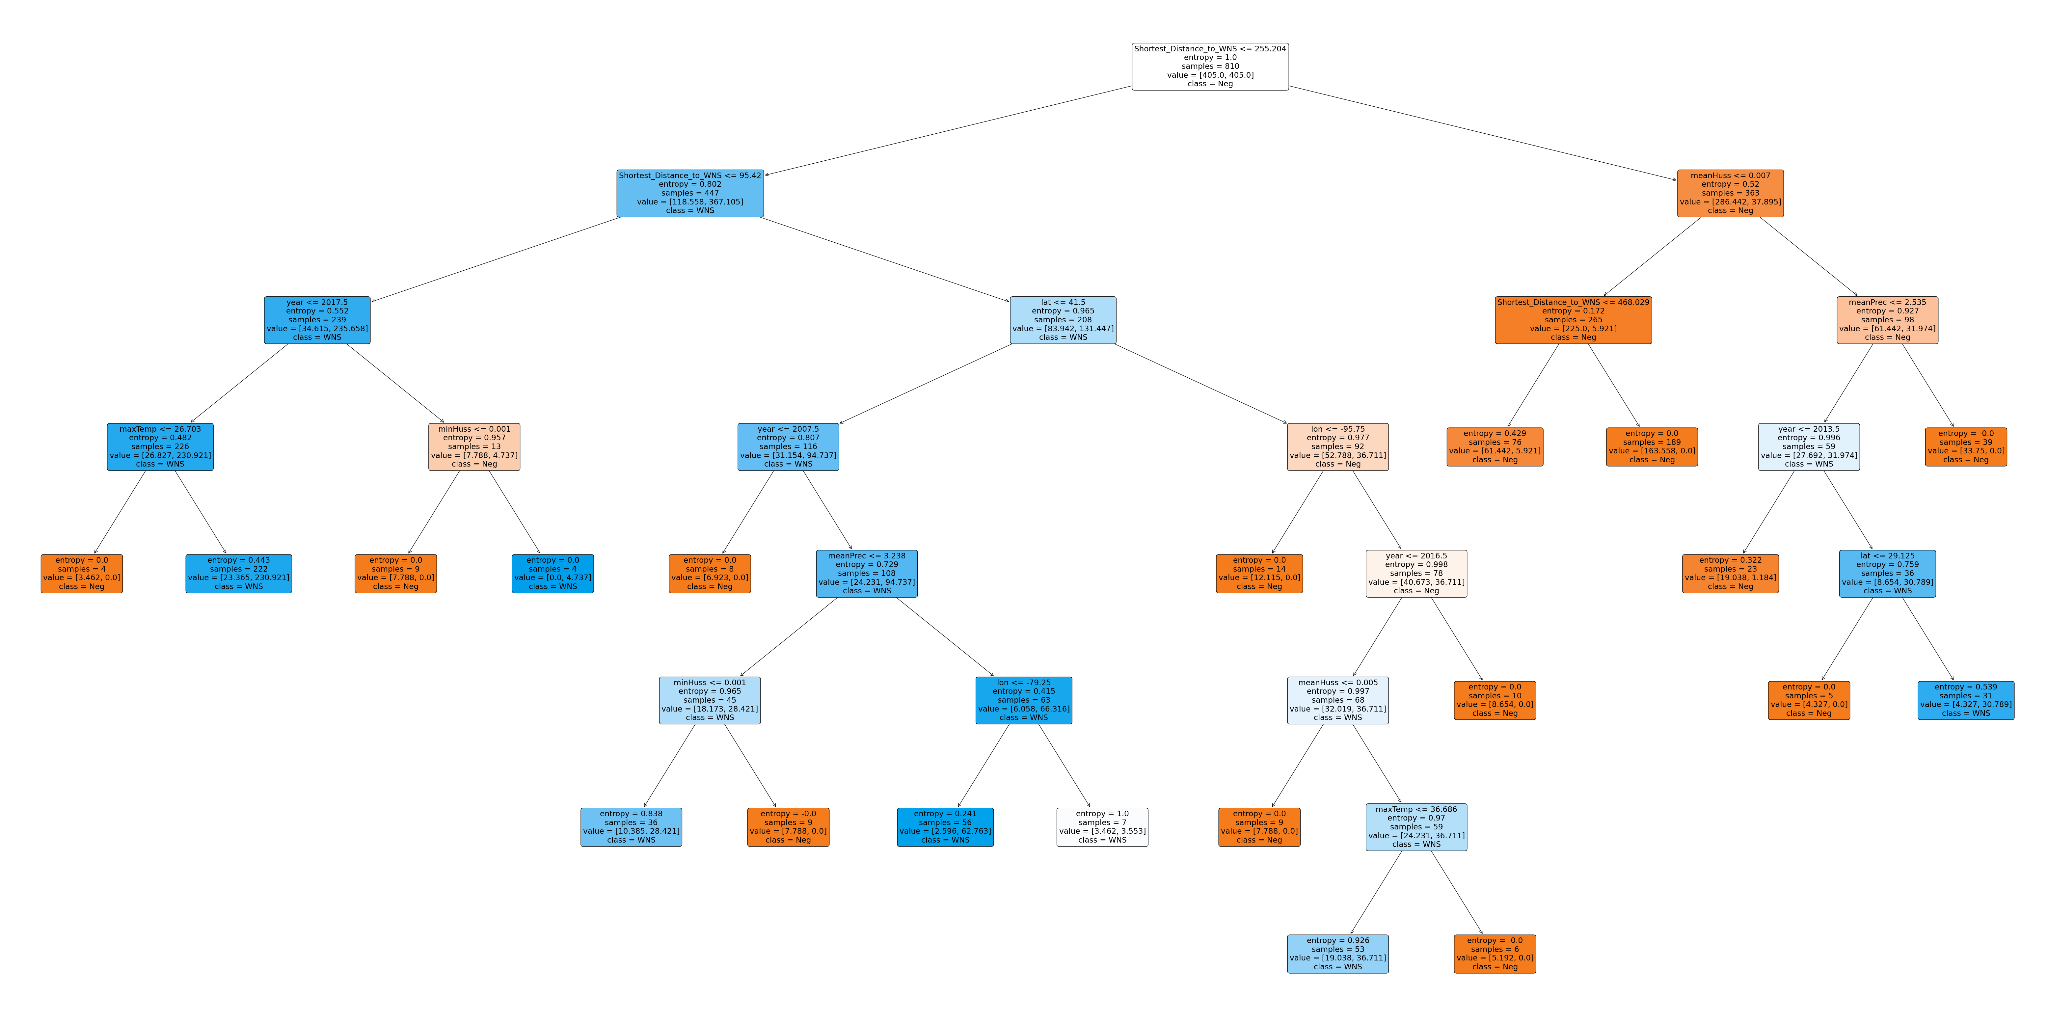 Shortest_Distance_to_WNS <= 255.204
entropy = 1.0
samples = 810
value = [405.0, 405.0]
class = Neg
Shortest_Distance_to_WNS <= 95.42
entropy = 0.802
samples = 447
value = [118.558, 367.105]
class = WNS
meanHuss <= 0.007
entropy = 0.52
samples = 363
value = [286.442, 37.895]
class = Neg
year <= 2017.5
entropy = 0.552
samples = 239
value = [34.615, 235.658]
class = WNS
lat <= 41.5
entropy = 0.965
samples = 208
value = [83.942, 131.447]
class = WNS
Shortest_Distance_to_WNS <= 468.029
entropy = 0.172
samples = 265
value = [225.0, 5.921]
class = Neg
meanPrec <= 2.535
entropy = 0.927
samples = 98
value = [61.442, 31.974]
class = Neg
maxTemp <= 26.703
entropy = 0.482
samples = 226
value = [26.827, 230.921]
class = WNS
minHuss <= 0.001
entropy = 0.957
samples = 13
value = [7.788, 4.737]
class = Neg
year <= 2007.5
entropy = 0.807
samples = 116
value = [31.154, 94.737]
class = WNS
lon <= -95.75
entropy = 0.977
samples = 92
value = [52.788, 36.711]
class = Neg
entropy = 0.429
samples = 76
value = [61.442, 5.921]
class = Neg
entropy = 0.0
samples = 189
value = [163.558, 0.0]
class = Neg
year <= 2013.5
entropy = 0.996
samples = 59
value = [27.692, 31.974]
class = WNS
entropy = 0.0
samples = 39
value = [33.75, 0.0]
class = Neg
entropy = 0.0
samples = 4
value = [3.462, 0.0]
class = Neg
entropy = 0.443
samples = 222
value = [23.365, 230.921]
class = WNS
entropy = 0.0
samples = 9
value = [7.788, 0.0]
class = Neg
entropy = 0.0
samples = 4
value = [0.0, 4.737]
class = WNS
entropy = 0.0
samples = 8
value = [6.923, 0.0]
class = Neg
meanPrec <= 3.238
entropy = 0.729
samples = 108
value = [24.231, 94.737]
class = WNS
entropy = 0.0
samples = 14
value = [12.115, 0.0]
class = Neg
year <= 2016.5
entropy = 0.998
samples = 78
value = [40.673, 36.711]
class = Neg
entropy = 0.322
samples = 23
value = [19.038, 1.184]
class = Neg
lat <= 29.125
entropy = 0.759
samples = 36
value = [8.654, 30.789]
class = WNS
minHuss <= 0.001
entropy = 0.965
samples = 45
value = [18.173, 28.421]
class = WNS
lon <= -79.25
entropy = 0.415
samples = 63
value = [6.058, 66.316]
class = WNS
meanHuss <= 0.005
entropy = 0.997
samples = 68
value = [32.019, 36.711]
class = WNS
entropy = 0.0
samples = 10
value = [8.654, 0.0]
class = Neg
entropy = 0.0
samples = 5
value = [4.327, 0.0]
class = Neg
entropy = 0.539
samples = 31
value = [4.327, 30.789]
class = WNS
entropy = 0.838
samples = 36
value = [10.385, 28.421]
class = WNS
entropy = -0.0
samples = 9
value = [7.788, 0.0]
class = Neg
entropy = 0.241
samples = 56
value = [2.596, 62.763]
class = WNS
entropy = 1.0
samples = 7
value = [3.462, 3.553]
class = WNS
entropy = 0.0
samples = 9
value = [7.788, 0.0]
class = Neg
maxTemp <= 36.686
entropy = 0.97
samples = 59
value = [24.231, 36.711]
class = WNS
entropy = 0.926
samples = 53
value = [19.038, 36.711]
class = WNS
entropy = 0.0
samples = 6
value = [5.192, 0.0]
class = Neg